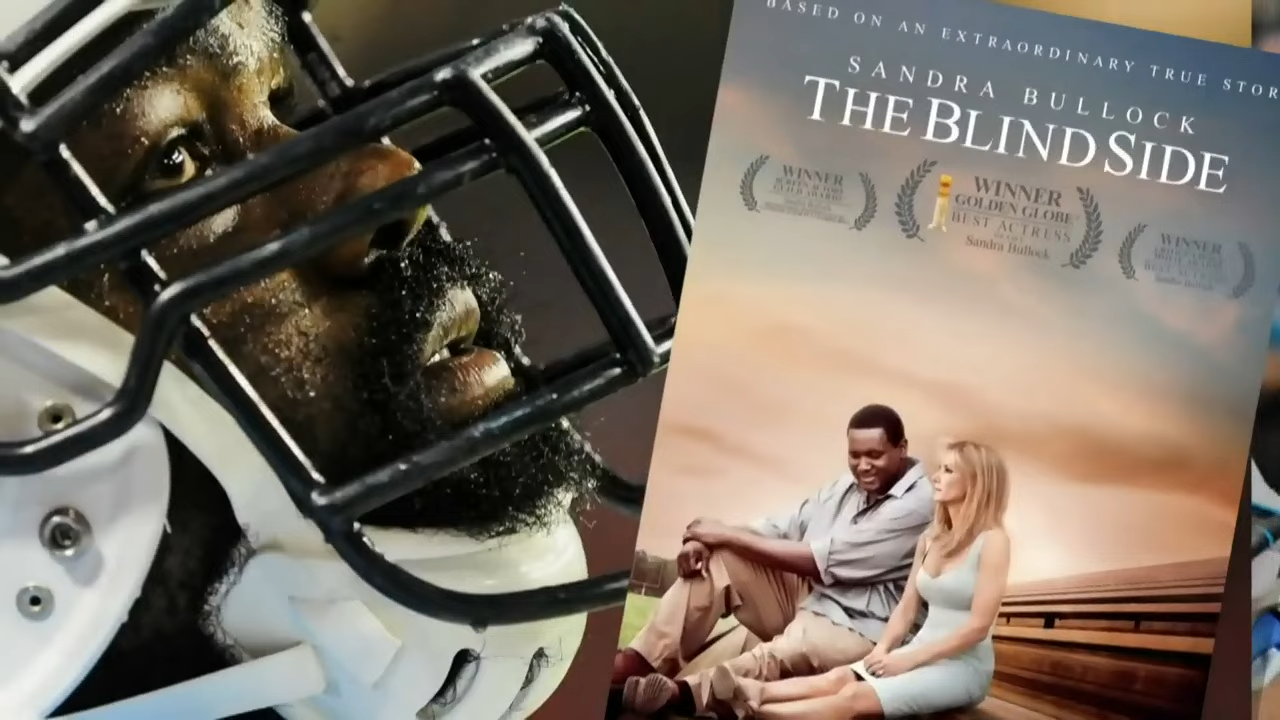 BASED ON AN EXTRAORDINARY TRUE STOR
SANDRA BULLOCK
THE BLIND SIDE
WINNER
WINNER
GOLDEN GLOBE
BEST ACTRESS
Sandra Bullock
WINNER